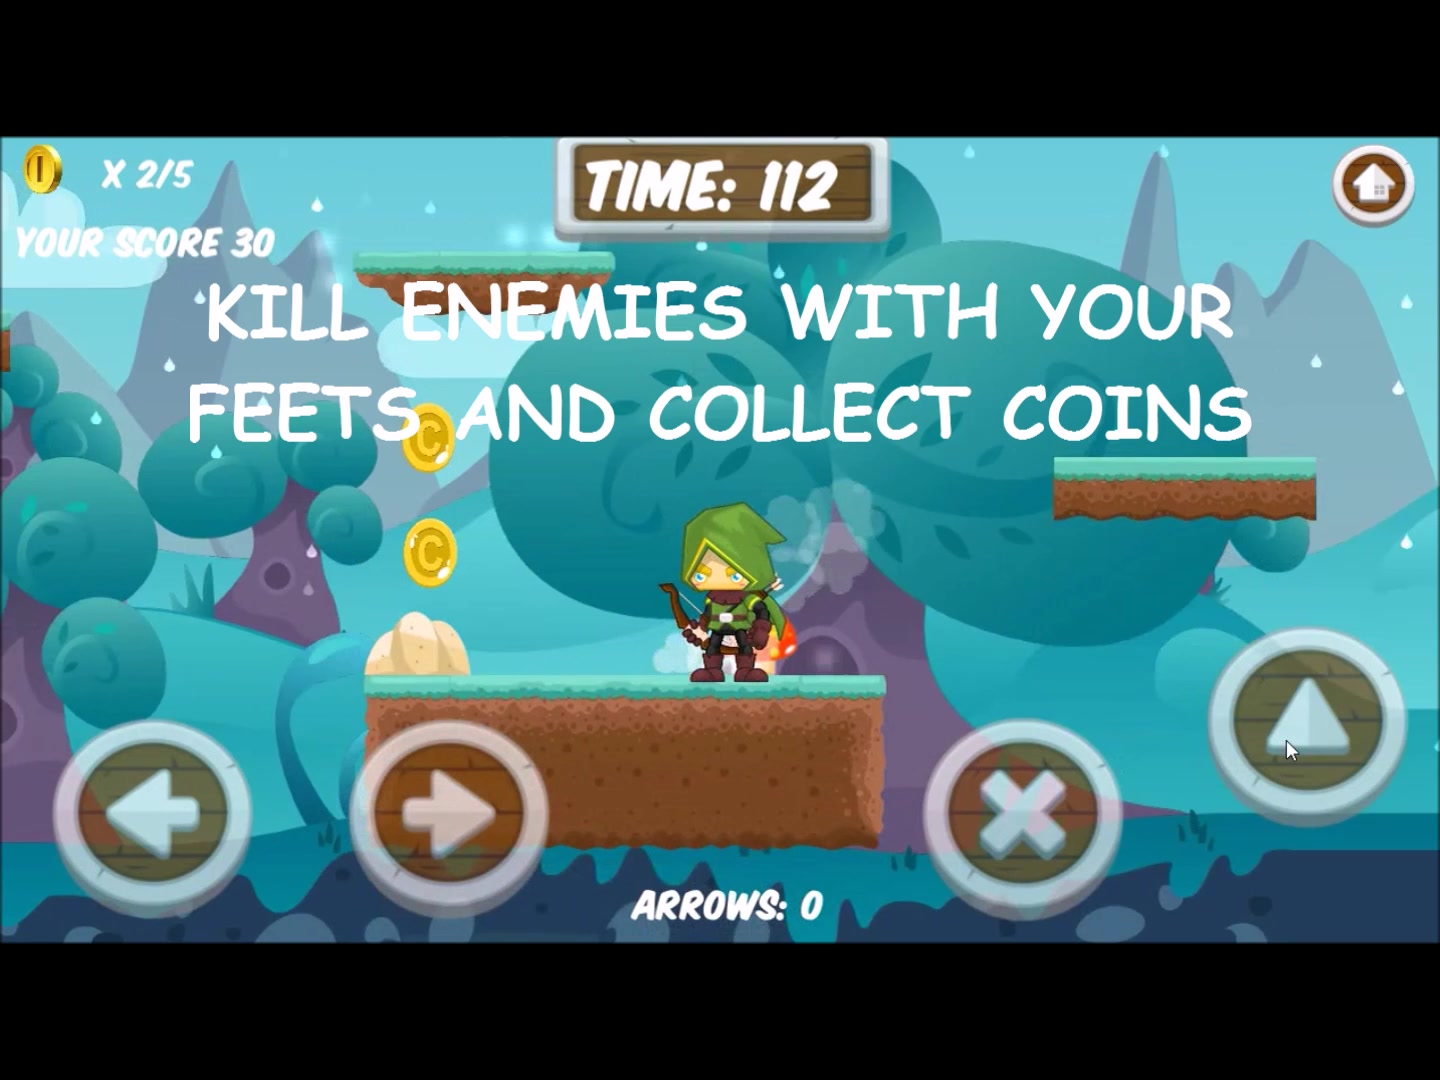 X 2/5
TIME: 112
YOUR SCORE 30
KILL ENEMIES WITH YOUR
FEETS AND COLLECT COINS
C
C
ARROWS: 0